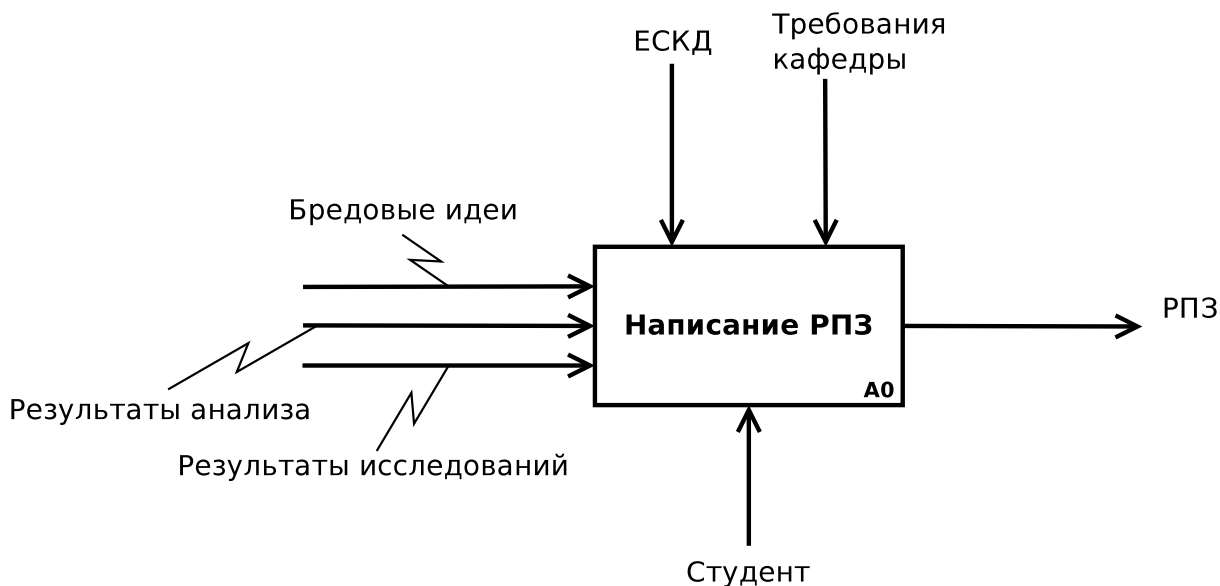 Требования
кафедры
ЕСКД
Бредовые идеи
Написание РПЗ
РПЗ
A0
Результаты анализа
Результаты исследований
Студент